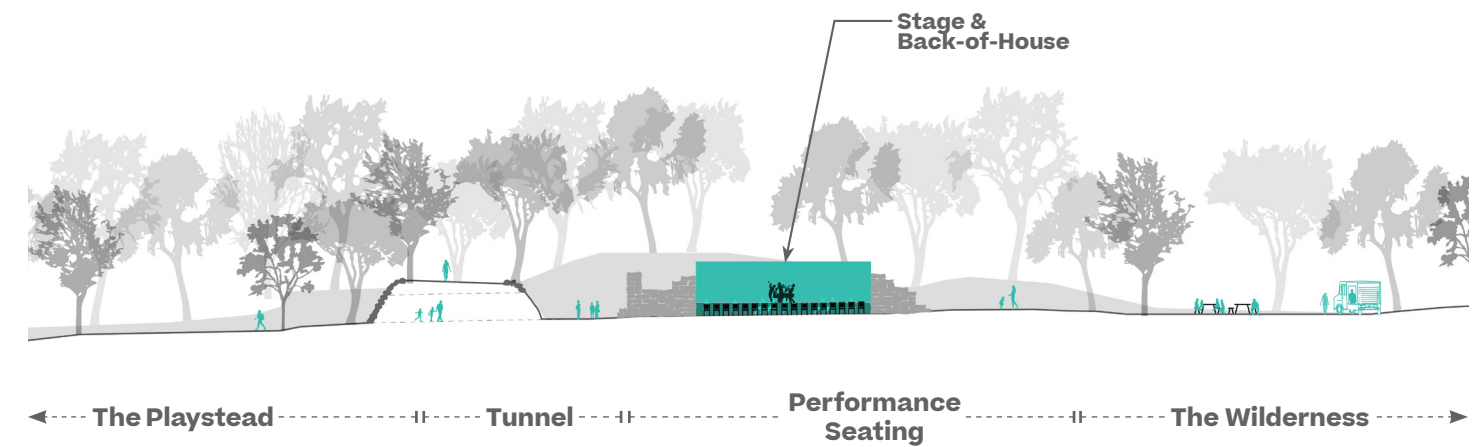 Stage &
Back-of-House
The Playstead
Tunnel
Performance
Seating
The Wilderness